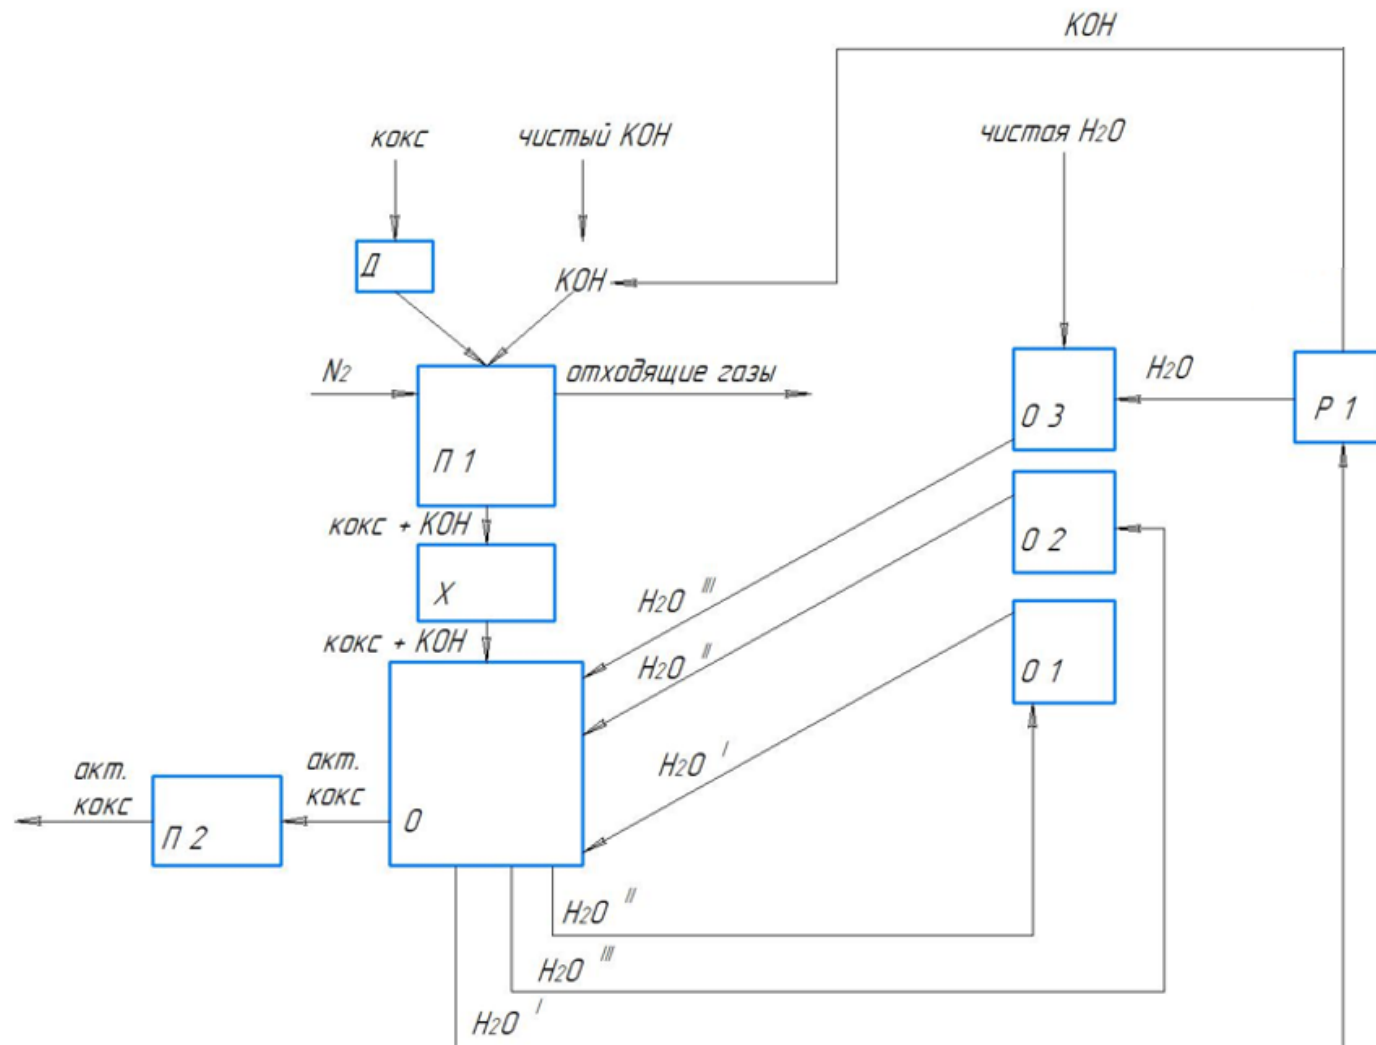 КОН
кокс
чистый КОН
чистая H2O
Д
КОН
N2
отходящие газы
H2O
О 3
Р 1
П 1
кокс + КОН
О 2
Х
H2O III
кокс + КОН
H2O II
О 1
H2O I
акт.
кокс
акт.
кокс
П 2
О
H2O II
H2O III
H2O I